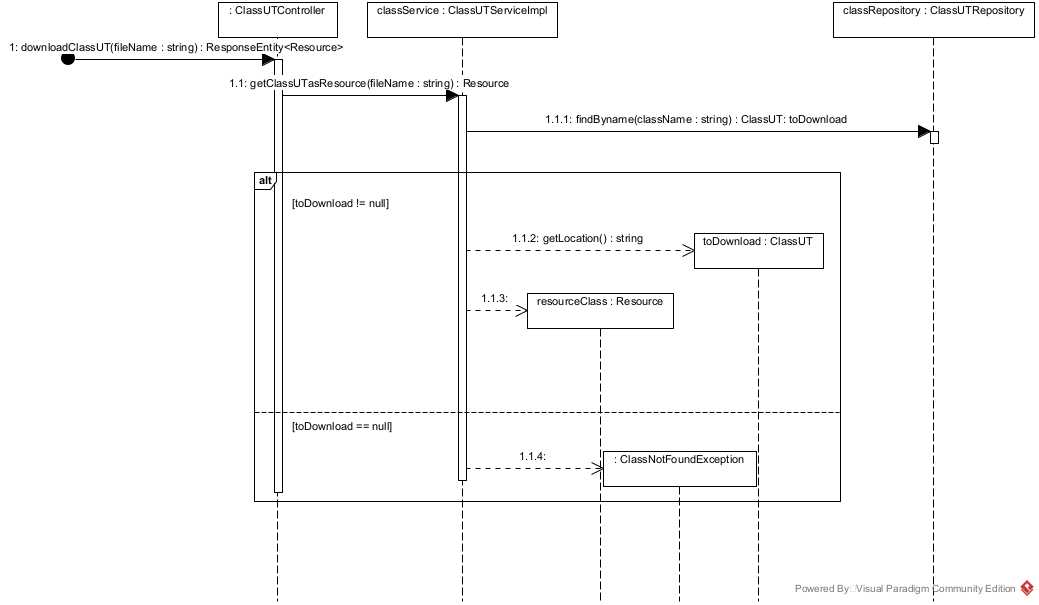 : ClassUTController
classService : ClassUTServiceImpl
classRepository : ClassUTRepository
1: downloadClassUT(fileName : string) : ResponseEntity<Resource>
1.1: getClassUTasResource(fileName : string) : Resource
1.1.1: findByname(className : string) : ClassUT: toDownload
alt
[toDownload != null]
1.1.2: getLocation() : string
toDownload : ClassUT
1.1.3:
resourceClass : Resource
[toDownload == null]
1.1.4:
: ClassNotFoundException
Powered By: Visual Paradigm Community Edition